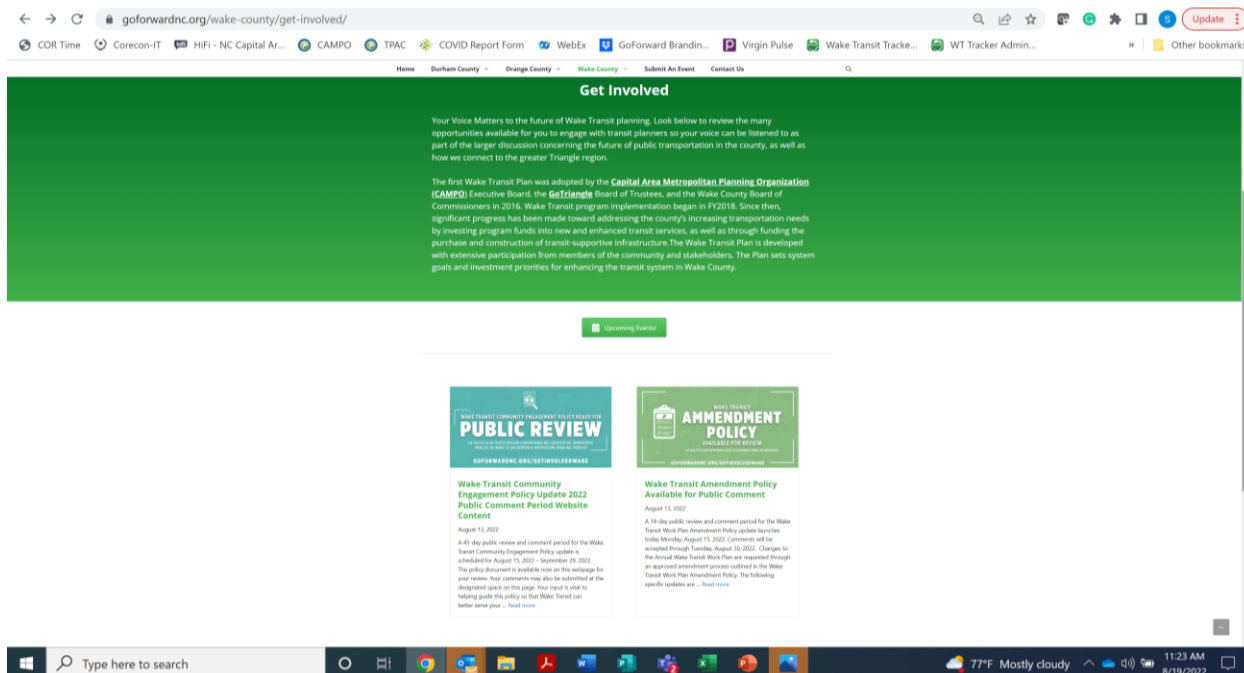 goforwardnc.org/wake-county/get-involved/
Update
COR Time Corecon-IT HiFi - NC Capital Ar... CAMPO TPAC COVID Report Form WebEx GoForward Brandin... Virgin Pulse Wake Transit Tracke... WT Tracker Admin... » Other bookmarks
Home Durham County Orange County Wake County Submit An Event Contact Us
Get Involved
Your Voice Matters to the future of Wake Transit planning. Look below to review the many
opportunities available for you to engage with transit planners so your voice can be listened to as
part of the larger discussion concerning the future of public transportation in the county, as well as
how we connect to the greater Triangle region.
The first Wake Transit Plan was adopted by the Capital Area Metropolitan Planning Organization
(CAMPO) Executive Board, the GoTriangle Board of Trustees, and the Wake County Board of
Commissioners in 2016. Wake Transit program implementation began in FY2018. Since then,
significant progress has been made toward addressing the county's increasing transportation needs
by investing program funds into new and enhanced transit services, as well as through funding the
purchase and construction of transit-supportive infrastructure.The Wake Transit Plan is developed
with extensive participation from members of the community and stakeholders. The Plan sets system
goals and investment priorities for enhancing the transit system in Wake County.
Upcoming Events!
WAKE TRANSIT COMMUNITY ENGAGEMENT POLICY READY FOR
PUBLIC REVIEW
GOFORWARDNC.ORG/GETINVOLVEDWAKE
Wake Transit Community
Engagement Policy Update 2022
Public Comment Period Website
Content
August 13, 2022
A 45-day public review and comment period for the Wake
Transit Community Engagement Policy update is
scheduled for August 15, 2022 – September 29, 2022.
The policy document is available now on this webpage for
your review. Your comments may also be submitted at the
designated space on this page. Your input is vital to
helping guide this policy so that Wake Transit can
better serve your ... Read more
WAKE TRANSIT
AMMENDMENT
POLICY
AVAILABLE FOR REVIEW
GOFORWARDNC.ORG/GETINVOLVEDWAKE
Wake Transit Amendment Policy
Available for Public Comment
August 13, 2022
A 14-day public review and comment period for the Wake
Transit Work Plan Amendment Policy update launches
today Monday, August 15, 2022. Comments will be
accepted through Tuesday, August 30, 2022. Changes to
the Annual Wake Transit Work Plan are requested through
an approved amendment process outlined in the Wake
Transit Work Plan Amendment Policy. The following
specific updates are ... Read more
Type here to search
77°F Mostly cloudy
11:23 AM
8/19/2022